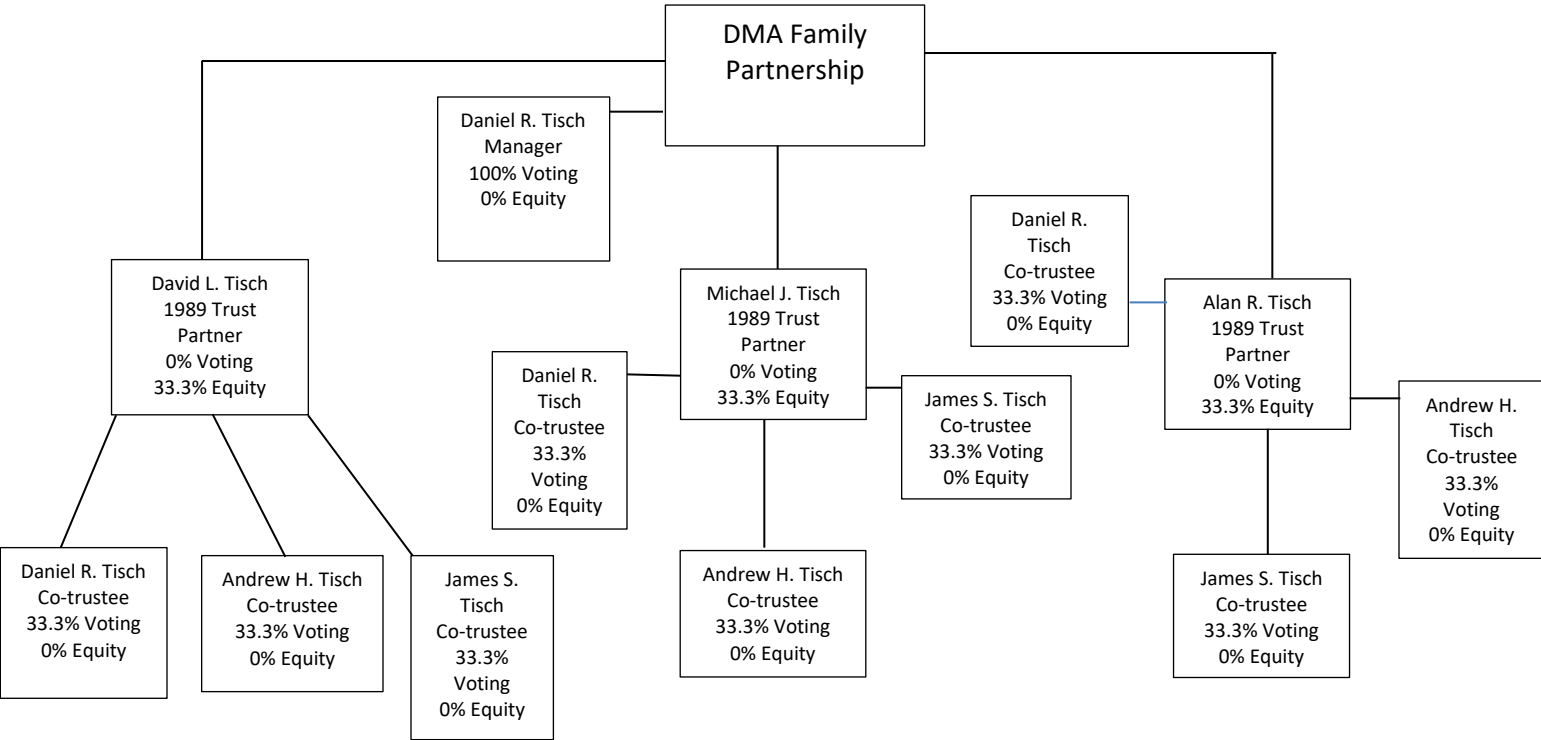 DMA Family
Partnership
Daniel R. Tisch
Manager
100% Voting
0% Equity
Daniel R.
Tisch
Co-trustee
33.3% Voting
0% Equity
David L. Tisch
1989 Trust
Partner
0% Voting
33.3% Equity
Michael J. Tisch
1989 Trust
Partner
0% Voting
33.3% Equity
Alan R. Tisch
1989 Trust
Partner
0% Voting
33.3% Equity
Daniel R.
Tisch
Co-trustee
33.3%
Voting
0% Equity
James S. Tisch
Co-trustee
33.3% Voting
0% Equity
Andrew H.
Tisch
Co-trustee
33.3%
Voting
0% Equity
Daniel R. Tisch
Co-trustee
33.3% Voting
0% Equity
Andrew H. Tisch
Co-trustee
33.3% Voting
0% Equity
James S.
Tisch
Co-trustee
33.3%
Voting
0% Equity
Andrew H. Tisch
Co-trustee
33.3% Voting
0% Equity
James S. Tisch
Co-trustee
33.3% Voting
0% Equity